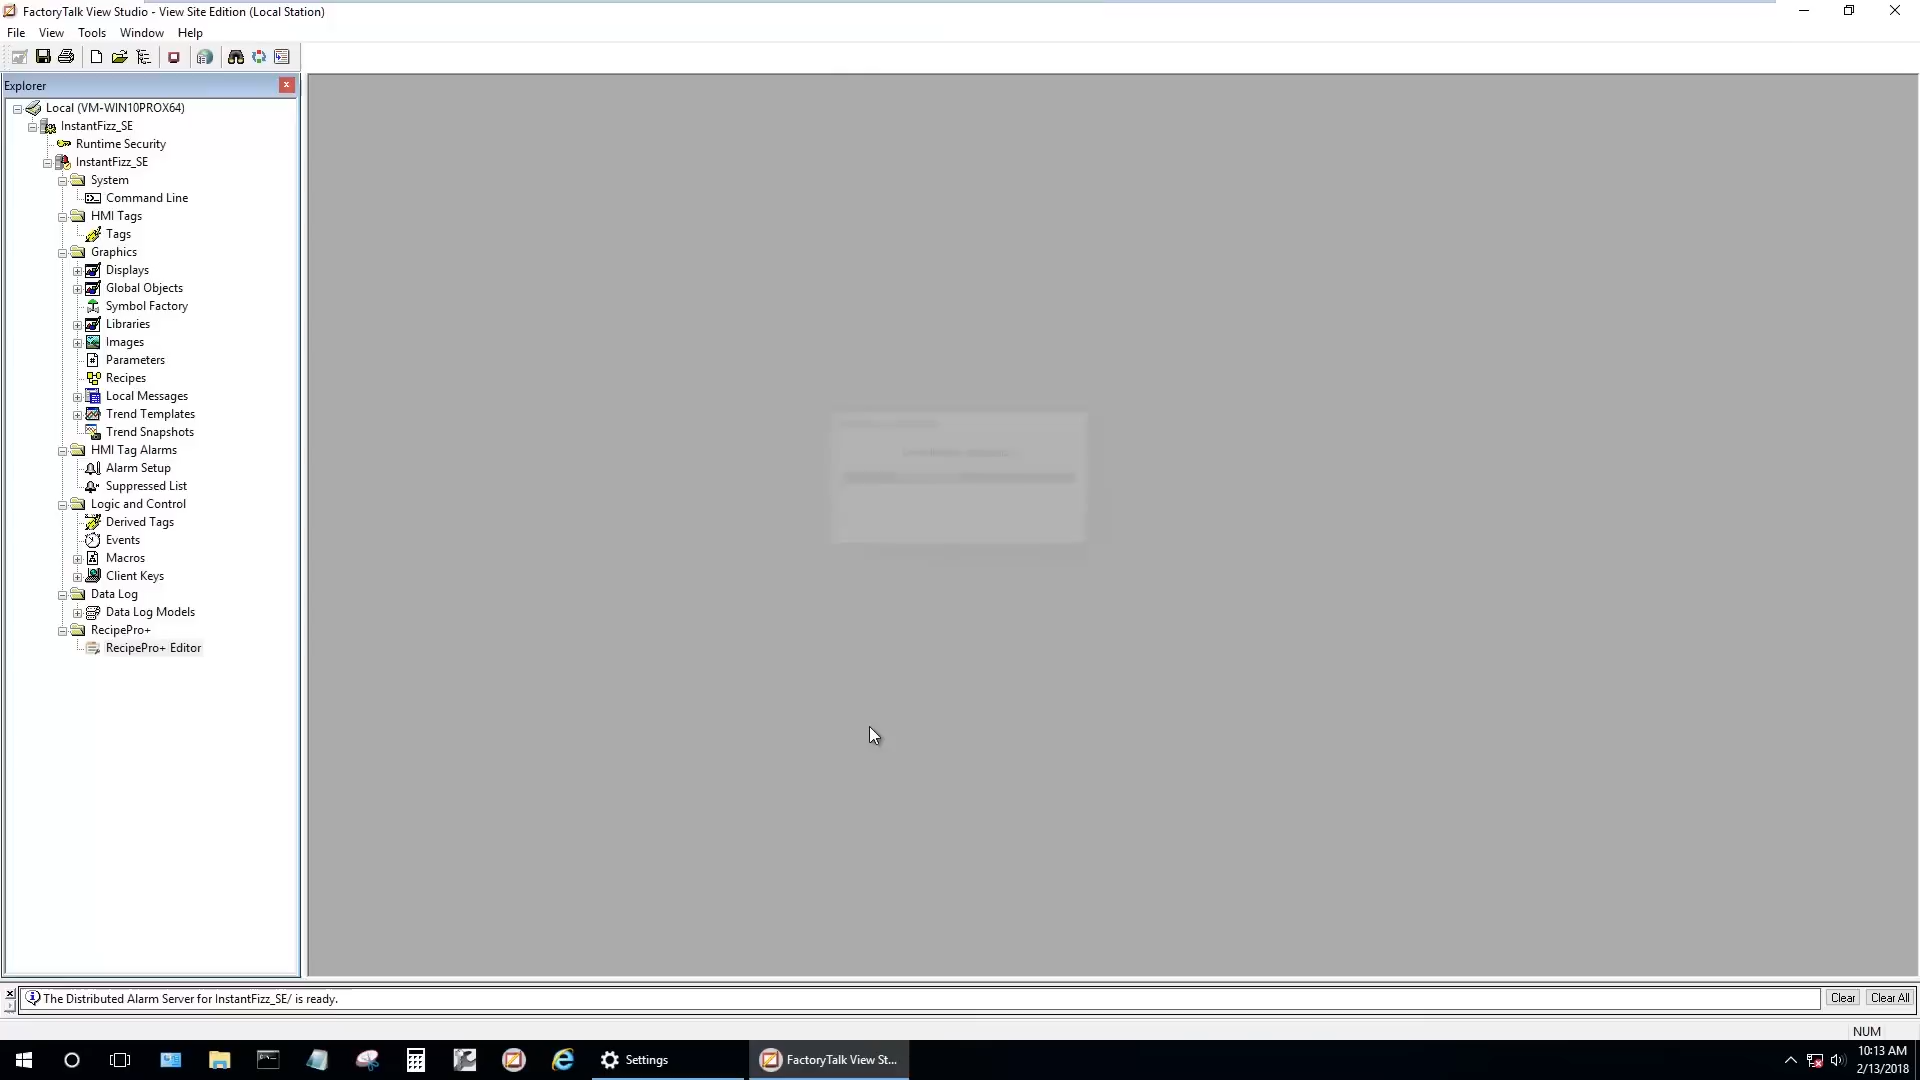 FactoryTalk View Studio - View Site Edition (Local Station)
File View Tools Window Help
Explorer
Local (VM-WIN10PROX64)
InstantFizz_SE
Runtime Security
InstantFizz_SE
System
Command Line
HMI Tags
Tags
Graphics
Displays
Global Objects
Symbol Factory
Libraries
Images
Parameters
Recipes
Local Messages
Trend Templates
Trend Snapshots
HMI Tag Alarms
Alarm Setup
Suppressed List
Logic and Control
Derived Tags
Events
Macros
Client Keys
Data Log
Data Log Models
RecipePro+
RecipePro+ Editor
The Distributed Alarm Server for InstantFizz_SE/ is ready.
Clear Clear All
NUM
Settings
FactoryTalk View St...
10:13 AM
2/13/2018